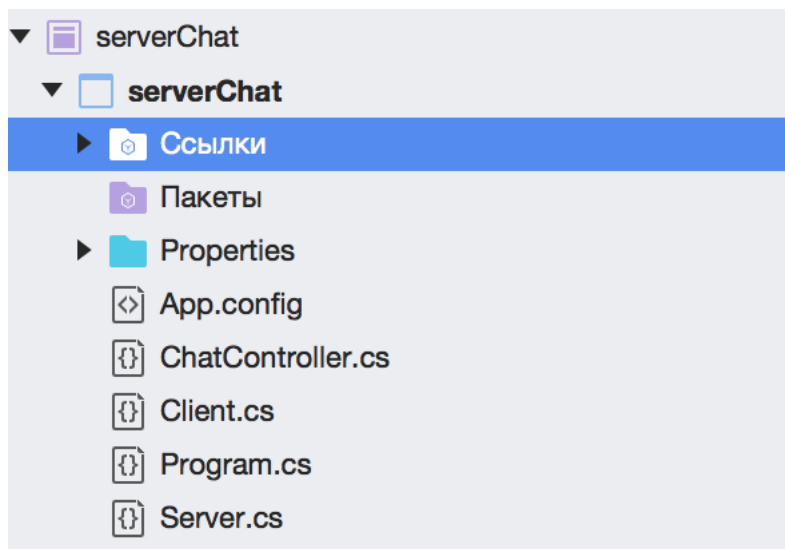 serverChat
serverChat
Ссылки
Пакеты
Properties
App.config
ChatController.cs
Client.cs
Program.cs
Server.cs